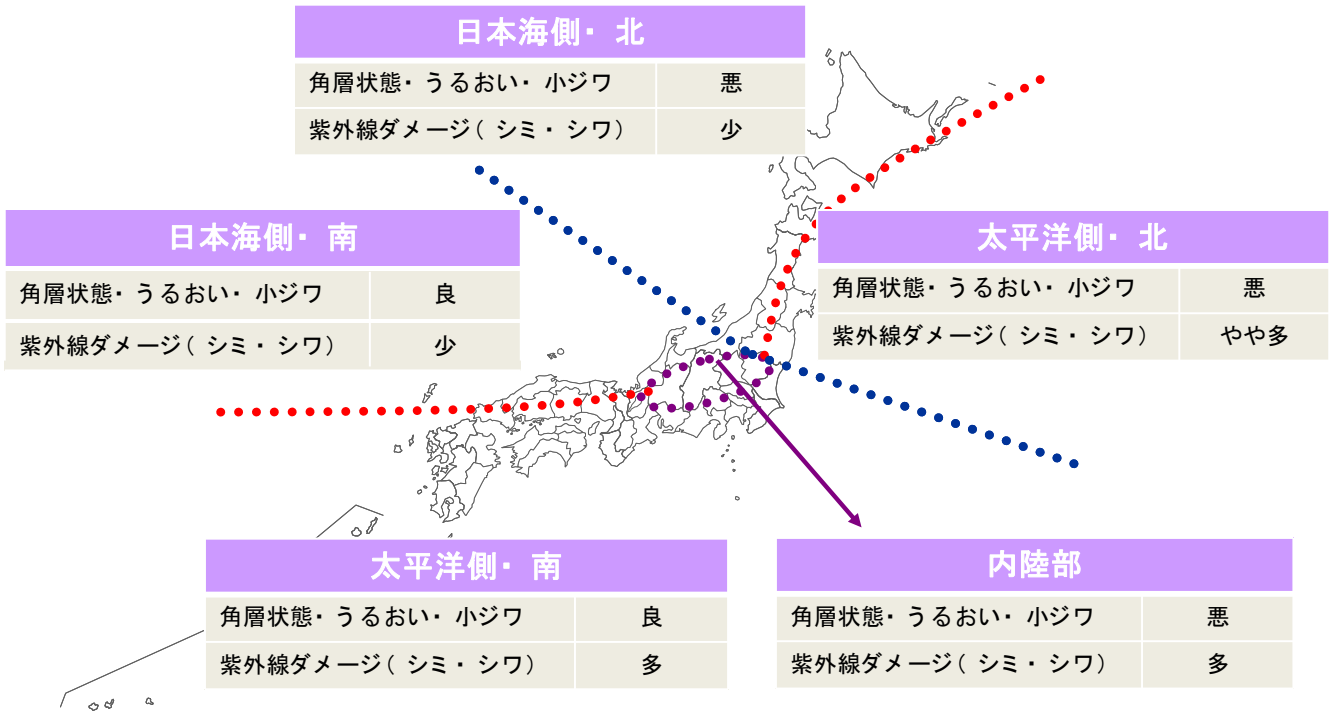 日本海側・ 北
角層状態・ うるおい・ 小ジワ 悪
紫外線ダメージ( シミ・ シワ) 少
日本海側・ 南
角層状態・ うるおい・ 小ジワ 良
紫外線ダメージ( シミ・ シワ) 少
太平洋側・ 北
角層状態・ うるおい・ 小ジワ 悪
紫外線ダメージ( シミ・ シワ) やや多
太平洋側・ 南
角層状態・ うるおい・ 小ジワ 良
紫外線ダメージ( シミ・ シワ) 多
内陸部
角層状態・ うるおい・ 小ジワ 悪
紫外線ダメージ( シミ・ シワ) 多